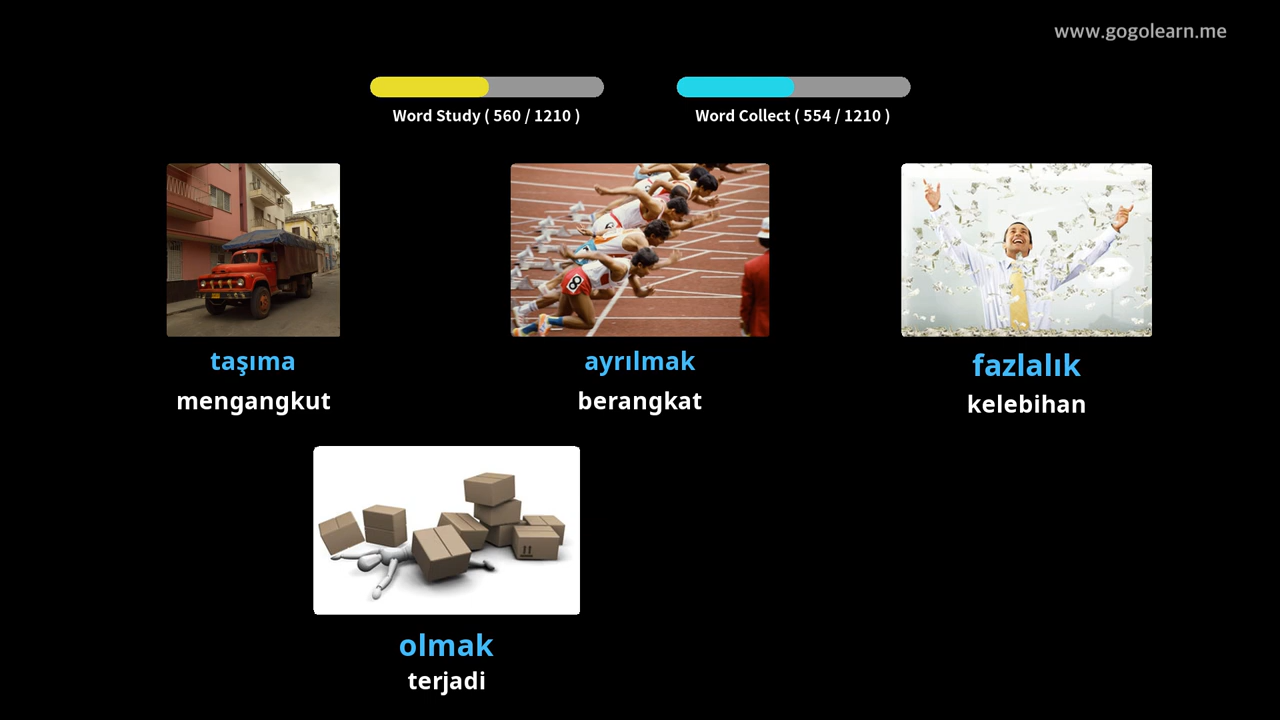 www.gogolearn.me
Word Study ( 560 / 1210 )
Word Collect ( 554 / 1210 )
taşıma
mengangkut
ayrılmak
berangkat
fazlalık
kelebihan
8
olmak
terjadi